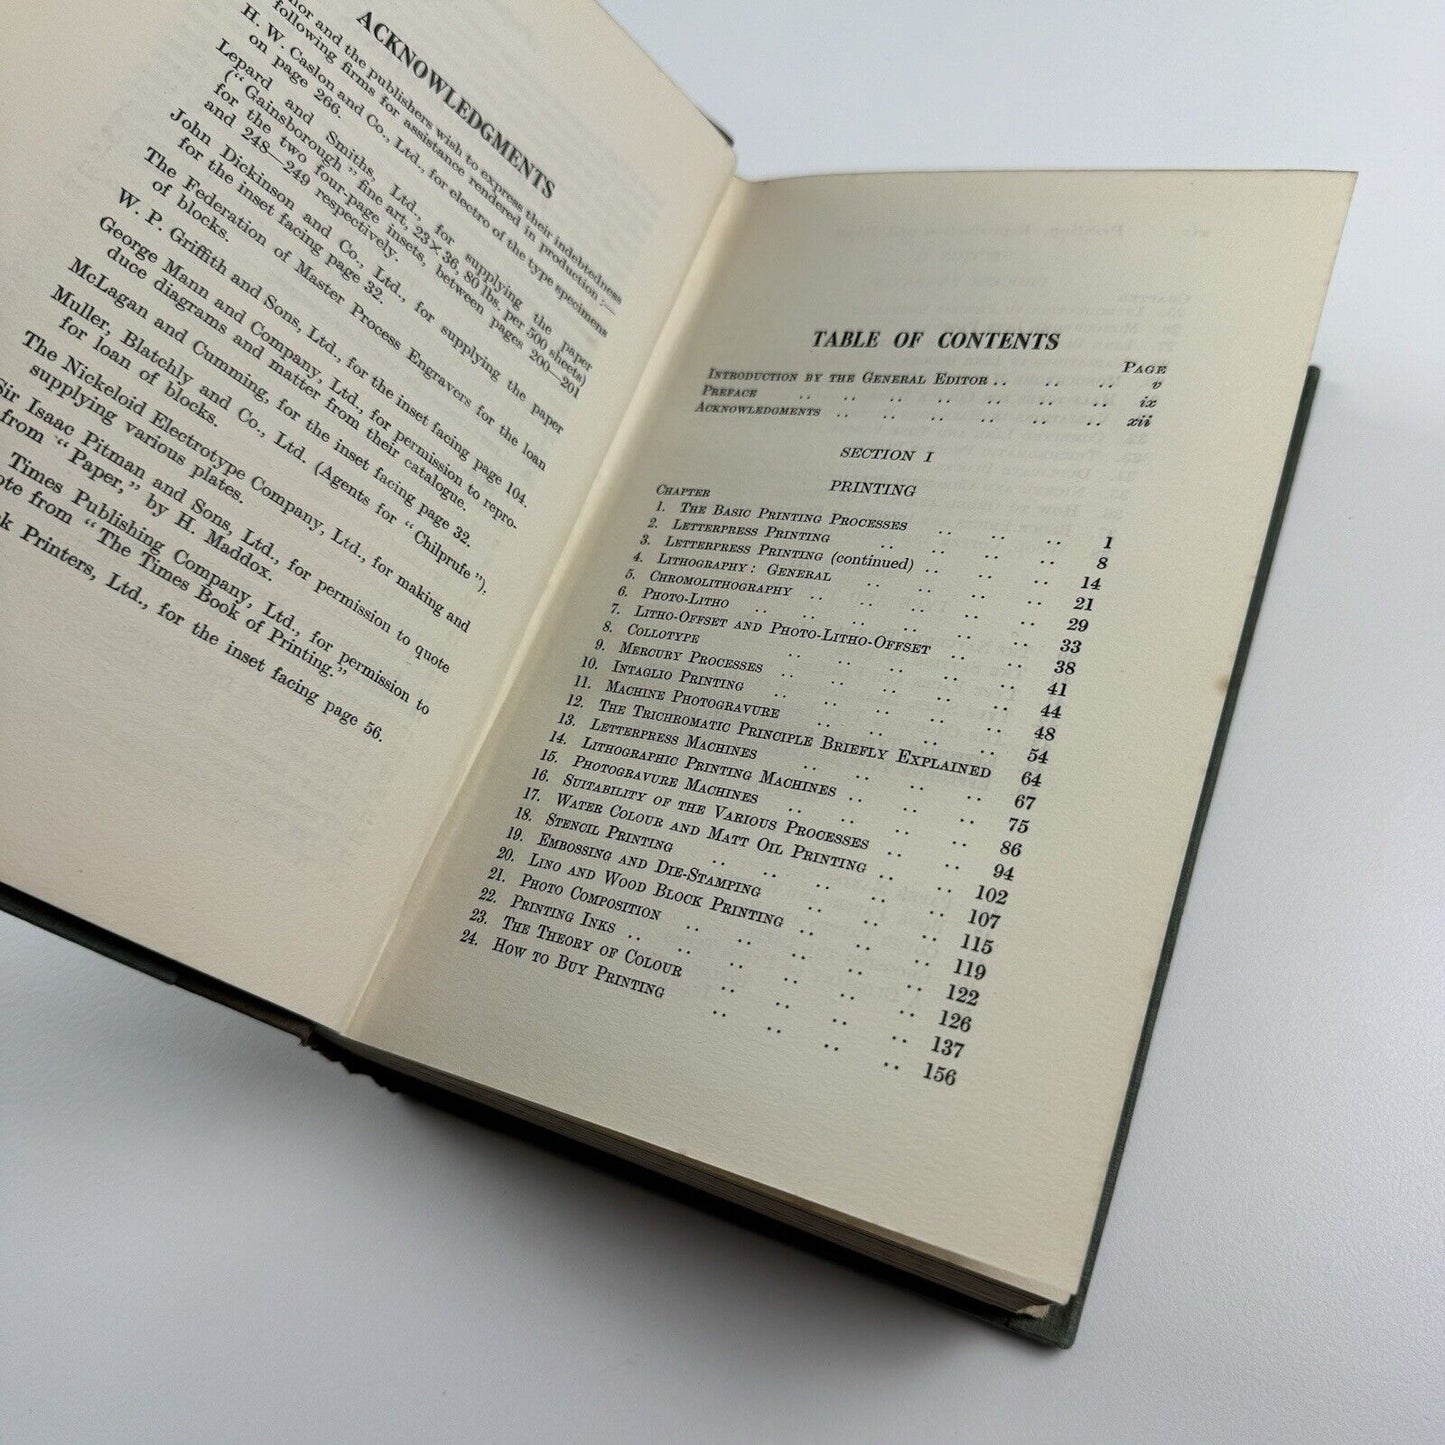 ACKNOWLEDGMENTS
and the publishers wish to express their indebtedness
following firms for assistance rendered in production :—
H. W. Caslon and Co., Ltd., for electro of the type specimens
on page 266.
Lepard and Smiths, Ltd., for supplying the paper
(“Gainsborough” fine art, 23×36, 80 lbs. per 500 sheets)
for the two four-page insets, between pages 200—201
and 248—249 respectively.
John Dickinson and Co., Ltd., for supplying the paper
for the inset facing page 32.
The Federation of Master Process Engravers for the loan
of blocks.
W. P. Griffith and Sons, Ltd., for the inset facing page 104.
George Mann and Company, Ltd., for permission to repro-
duce diagrams and matter from their catalogue.
McLagan and Cumming, for the inset facing page 32.
Muller, Blatchly and Co., Ltd. (Agents for “Chilprufe”).
for loan of blocks.
The Nickeloid Electrotype Company, Ltd., for making and
supplying various plates.
Sir Isaac Pitman and Sons, Ltd., for permission to quote
from “Paper,” by H. Maddox.
Times Publishing Company, Ltd., for permission to
from “The Times Book of Printing.”
Printers, Ltd., for the inset facing page 56.
TABLE OF CONTENTS
PAGE
INTRODUCTION BY THE GENERAL EDITOR .. .. .. v
PREFACE .. .. .. .. .. .. .. ix
ACKNOWLEDGMENTS .. .. .. .. .. .. xii
SECTION I
PRINTING
CHAPTER
1. THE BASIC PRINTING PROCESSES .. .. .. 1
2. LETTERPRESS PRINTING .. .. .. .. 8
3. LETTERPRESS PRINTING (continued) .. .. .. 14
4. LITHOGRAPHY : GENERAL .. .. .. .. 21
5. CHROMOLITHOGRAPHY .. .. .. .. .. 29
6. PHOTO-LITHO .. .. .. .. .. .. 33
7. LITHO-OFFSET AND PHOTO-LITHO-OFFSET .. .. 38
8. COLLOTYPE .. .. .. .. .. 41
9. MERCURY PROCESSES .. .. .. .. .. 44
10. INTAGLIO PRINTING .. .. .. .. .. 48
11. MACHINE PHOTOGRAVURE .. .. .. .. 54
12. THE TRICHROMATIC PRINCIPLE BRIEFLY EXPLAINED 64
13. LETTERPRESS MACHINES .. .. .. .. 67
14. LITHOGRAPHIC PRINTING MACHINES .. .. .. 75
15. PHOTOGRAVURE MACHINES .. .. .. .. 86
16. SUITABILITY OF THE VARIOUS PROCESSES .. .. 94
17. WATER COLOUR AND MATT OIL PRINTING .. .. .. 102
18. STENCIL PRINTING .. .. .. .. .. 107
19. EMBOSSING AND DIE-STAMPING .. .. .. .. 115
20. LINO AND WOOD BLOCK PRINTING .. .. .. 119
21. PHOTO COMPOSITION .. .. .. .. .. 122
22. PRINTING INKS .. .. .. .. .. .. 126
23. THE THEORY OF COLOUR .. .. .. .. 137
24. HOW TO BUY PRINTING .. .. .. .. 156